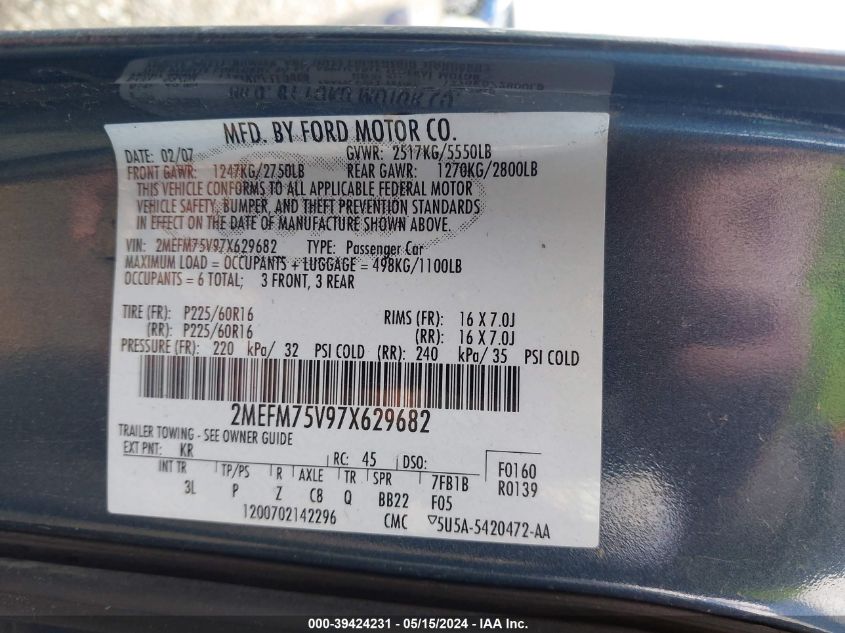 MFD. BY FORD MOTOR CO.
DATE: 02/07 GVWR: 2517KG/5550LB
FRONT GAWR: 1247KG/2750LB REAR GAWR: 1270KG/2800LB
THIS VEHICLE CONFORMS TO ALL APPLICABLE FEDERAL MOTOR
VEHICLE SAFETY, BUMPER, AND THEFT PREVENTION STANDARDS
IN EFFECT ON THE DATE OF MANUFACTURE SHOWN ABOVE.
VIN: 2MEFM75V97X629682 TYPE: Passenger Car
MAXIMUM LOAD = OCCUPANTS + LUGGAGE = 498KG/1100LB
OCCUPANTS = 6 TOTAL; 3 FRONT, 3 REAR
TIRE (FR): P225/60R16 RIMS (FR): 16 X 7.0J
(RR): P225/60R16 (RR): 16 X 7.0J
PRESSURE (FR): 220 kPa/ 32 PSI COLD (RR): 240 kPa/ 35 PSI COLD
2MEFM75V97X629682
TRAILER TOWING - SEE OWNER GUIDE
EXT PNT: KR RC: 45 DSO: F0160
INT TR TP/PS R AXLE TR SPR 7FB1B R0139
3L P Z C8 Q BB22 F05
1200702142296 CMC ▽5U5A-5420472-AA
000-39424231 - 05/15/2024 - IAA Inc.